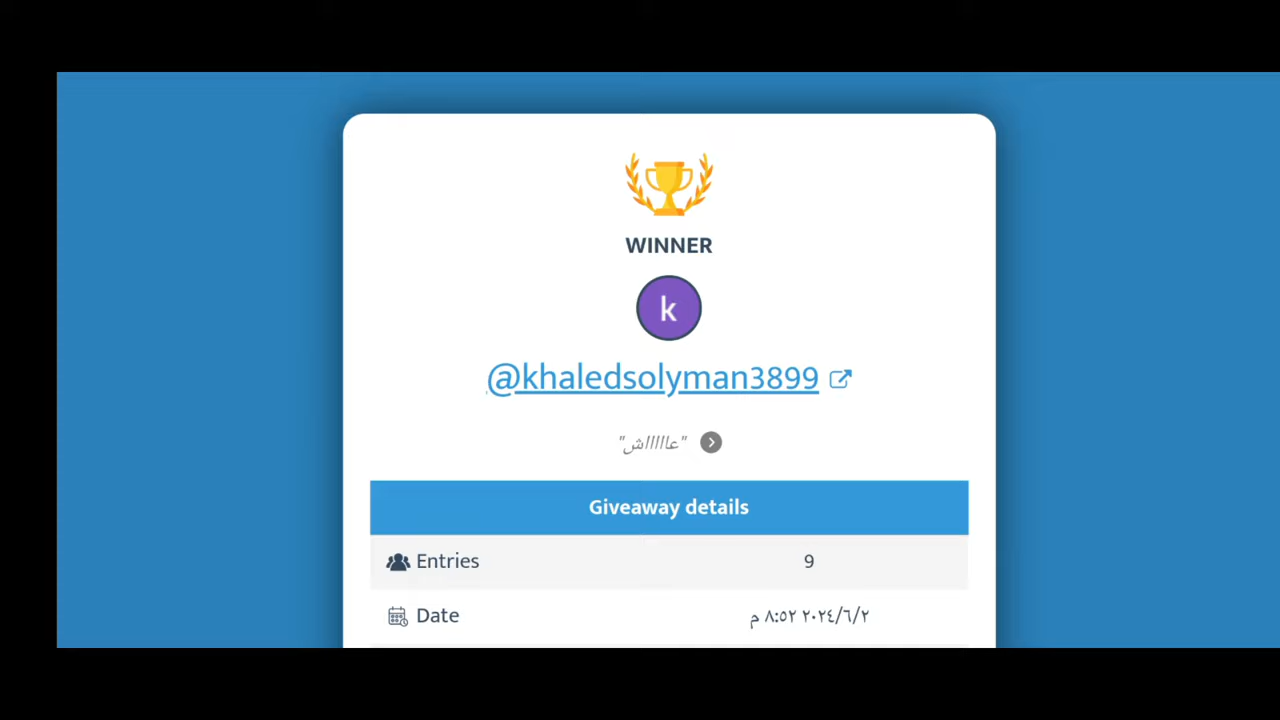 WINNER
k
@khaledsolyman3899
"عاااااش"
Giveaway details
Entries 9
Date ٢٠٢٤/٦/٢ ٨:٥٢ م